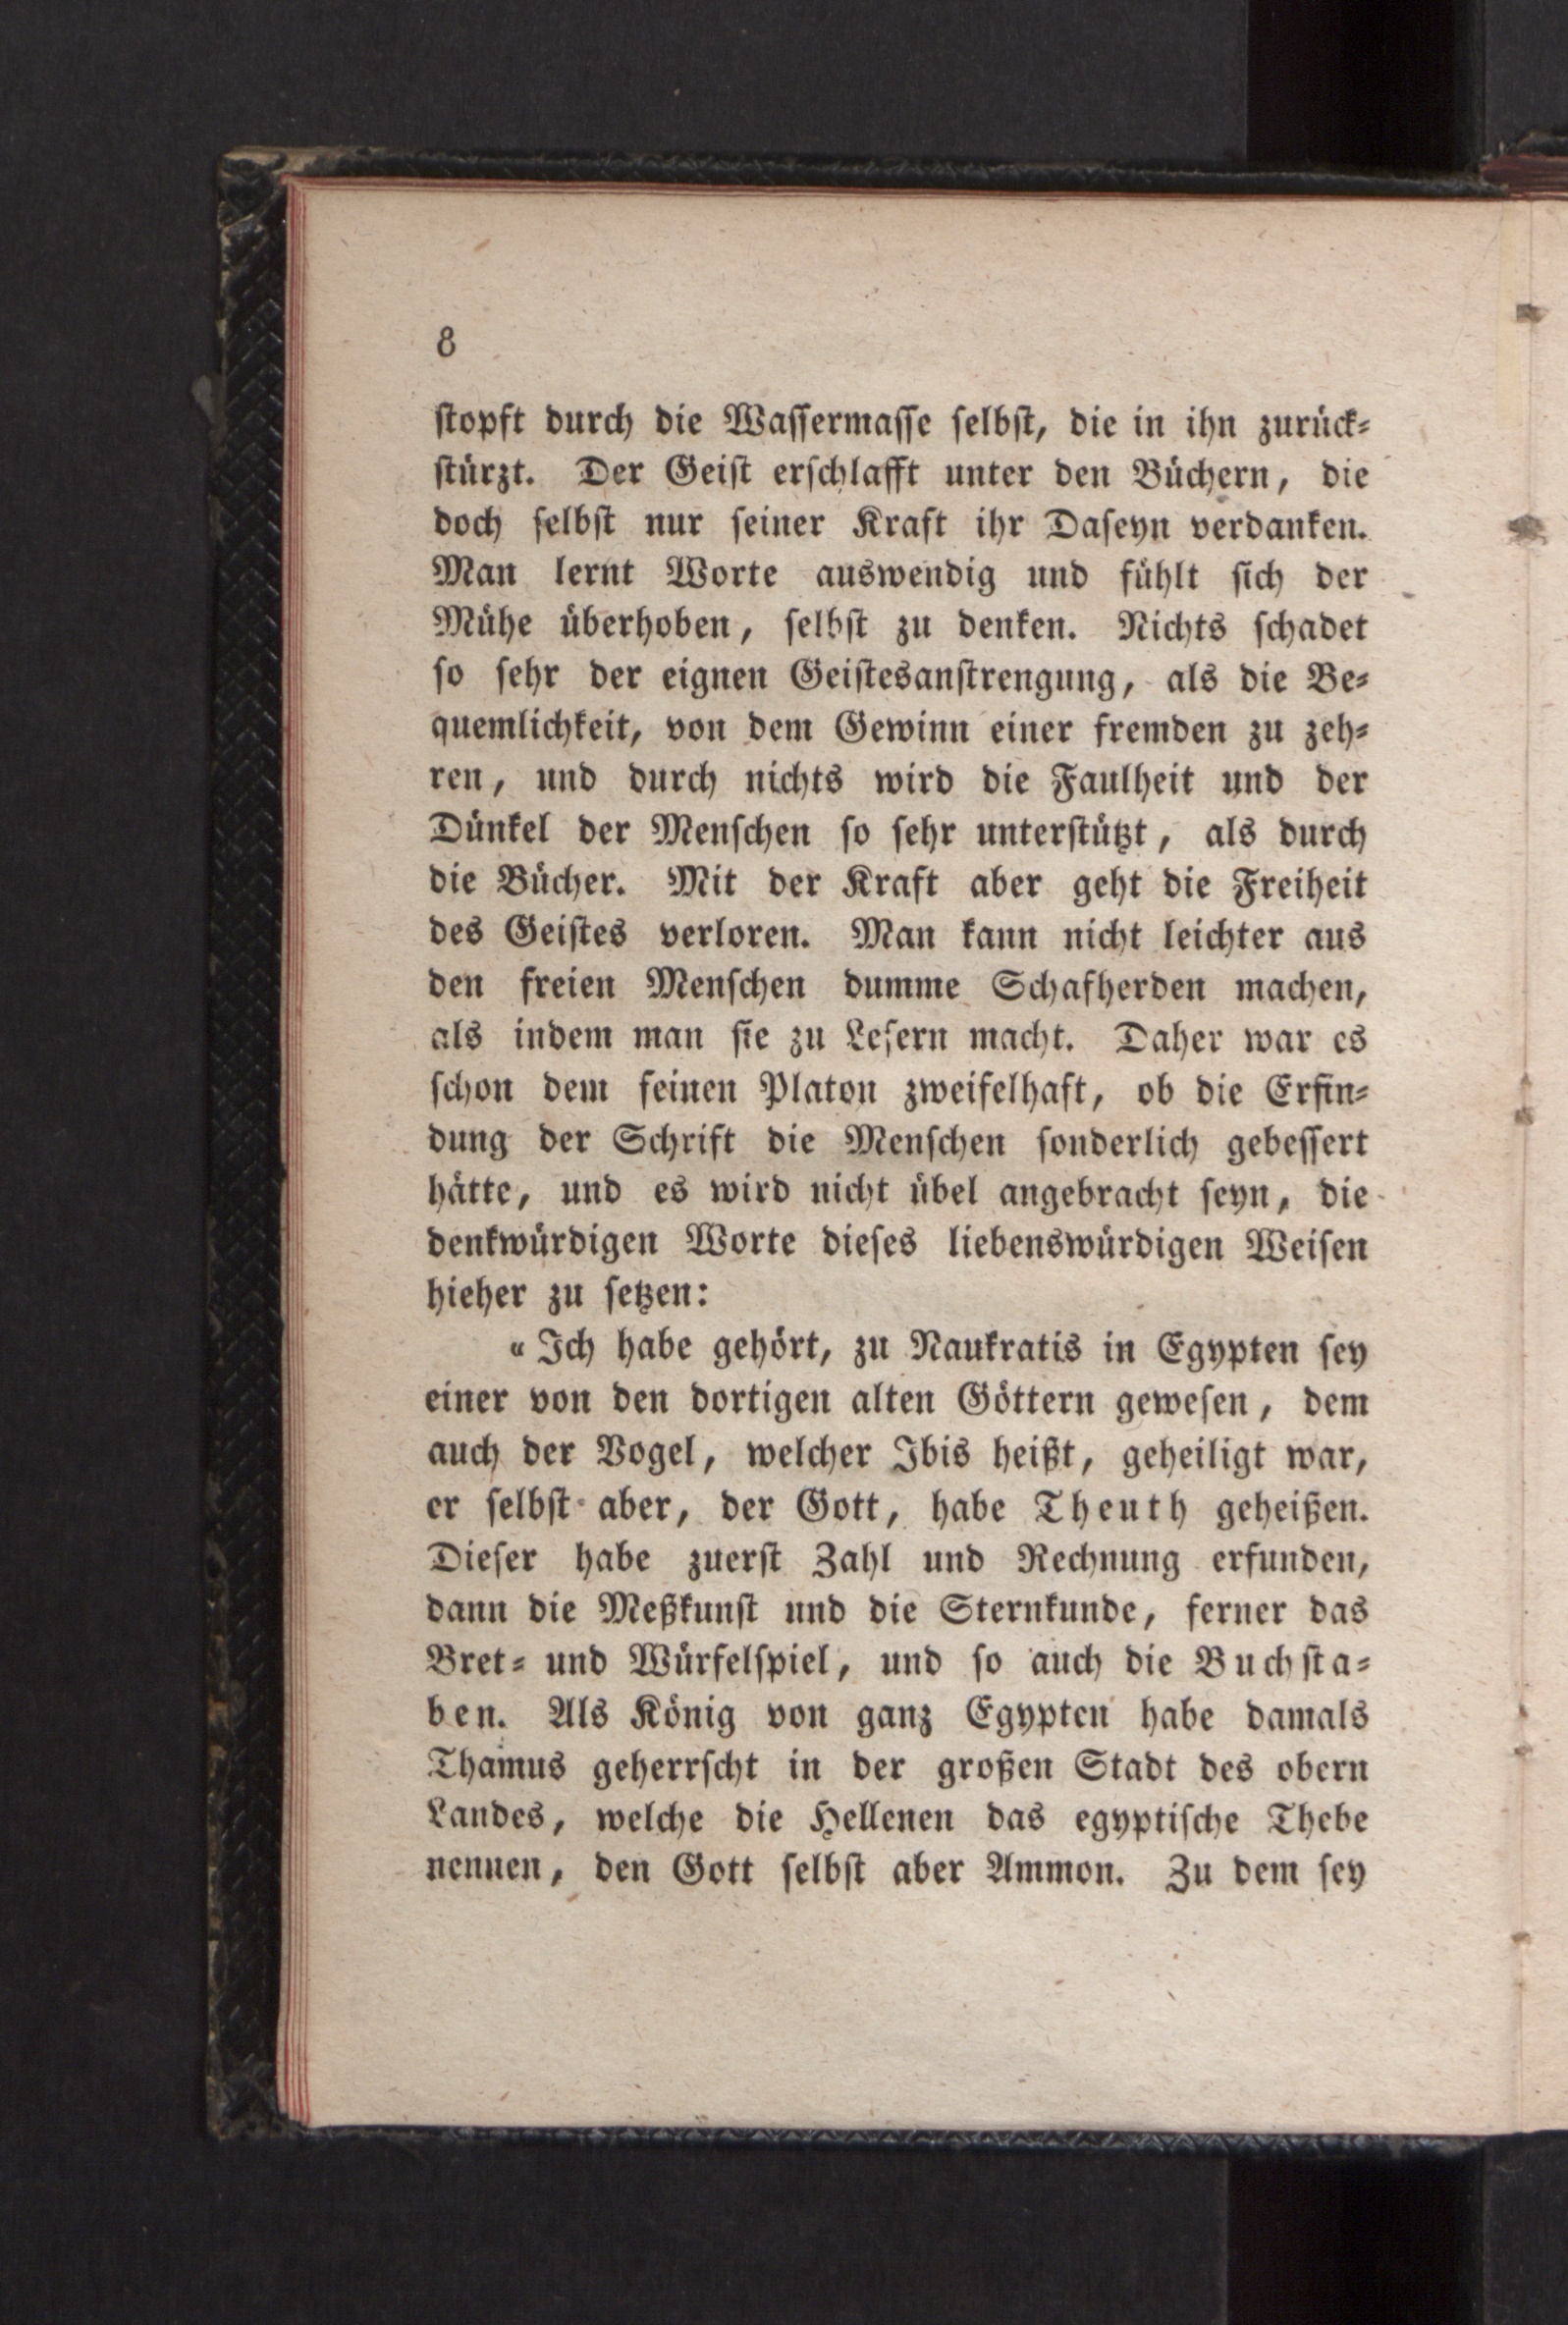 8
stopft durch die Wassermasse selbst, die in ihn zurück-
stürzt. Der Geist erschlafft unter den Büchern, die
doch selbst nur seiner Kraft ihr Daseyn verdanken.
Man lernt Worte auswendig und fühlt sich der
Mühe überhoben, selbst zu denken. Nichts schadet
so sehr der eignen Geistesanstrengung, als die Be-
quemlichkeit, von dem Gewinn einer fremden zu zeh-
ren, und durch nichts wird die Faulheit und der
Dünkel der Menschen so sehr unterstützt, als durch
die Bücher. Mit der Kraft aber geht die Freiheit
des Geistes verloren. Man kann nicht leichter aus
den freien Menschen dumme Schafherden machen,
als indem man sie zu Lesern macht. Daher war es
schon dem feinen Platon zweifelhaft, ob die Erfin-
dung der Schrift die Menschen sonderlich gebessert
hätte, und es wird nicht übel angebracht seyn, die
denkwürdigen Worte dieses liebenswürdigen Weisen
hieher zu setzen:
«Ich habe gehört, zu Naukratis in Egypten sey
einer von den dortigen alten Göttern gewesen, dem
auch der Vogel, welcher Ibis heißt, geheiligt war,
er selbst aber, der Gott, habe Theuth geheißen.
Dieser habe zuerst Zahl und Rechnung erfunden,
dann die Meßkunst und die Sternkunde, ferner das
Bret- und Würfelspiel, und so auch die Buchsta-
ben. Als König von ganz Egypten habe damals
Thamus geherrscht in der großen Stadt des obern
Landes, welche die Hellenen das egyptische Thebe
nennen, den Gott selbst aber Ammon. Zu dem sey